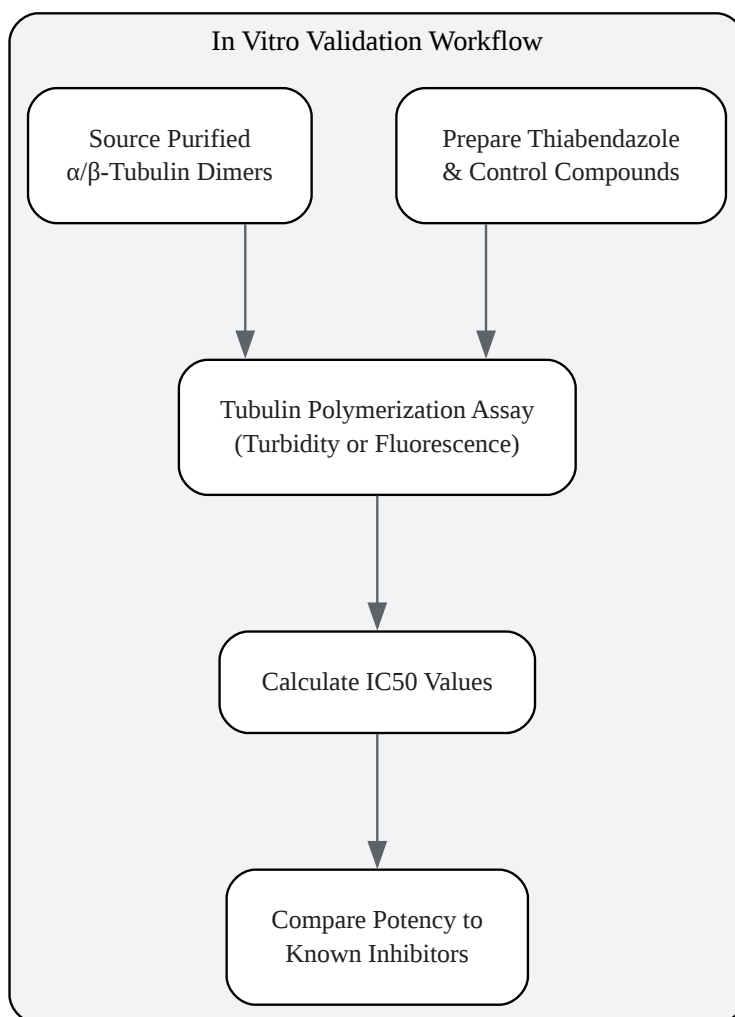 In Vitro Validation Workflow
Source Purified
α/β-Tubulin Dimers
Prepare Thiabendazole
& Control Compounds
Tubulin Polymerization Assay
(Turbidity or Fluorescence)
Calculate IC50 Values
Compare Potency to
Known Inhibitors